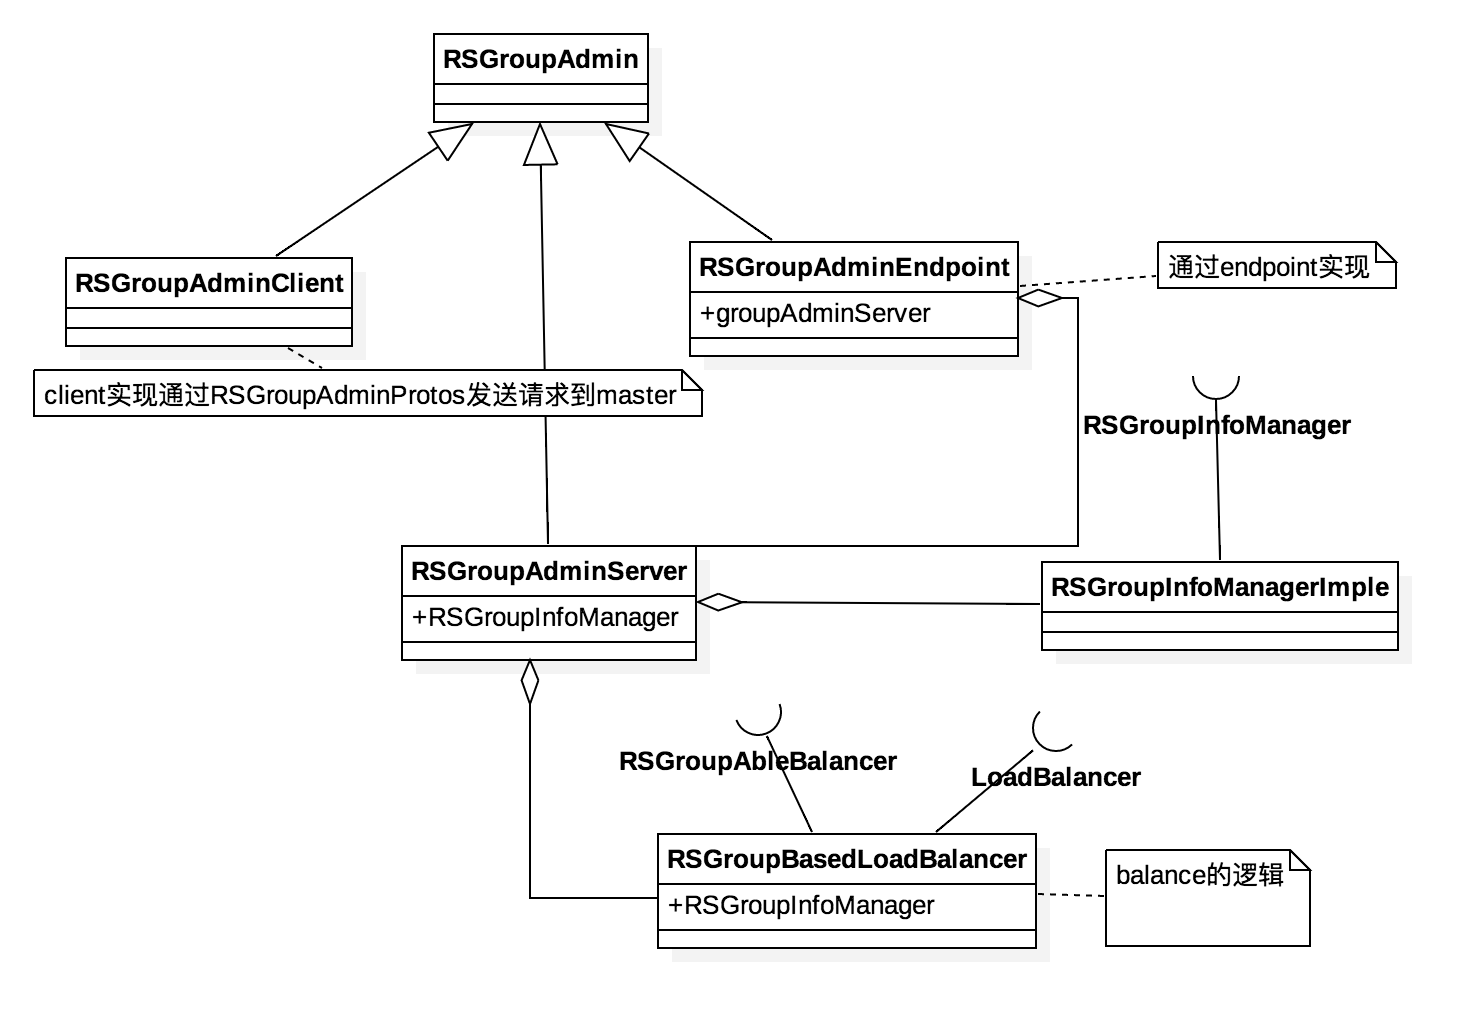 RSGroupAdmin
RSGroupAdminClient
RSGroupAdminEndpoint
+groupAdminServer
通过endpoint实现
client实现通过RSGroupAdminProtos发送请求到master
RSGroupInfoManager
RSGroupAdminServer
+RSGroupInfoManager
RSGroupInfoManagerImple
RSGroupAbleBalancer
LoadBalancer
RSGroupBasedLoadBalancer
+RSGroupInfoManager
balance的逻辑